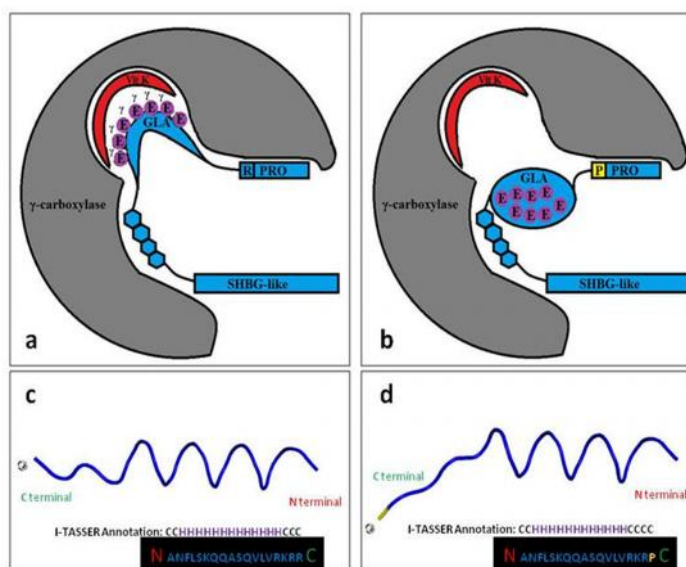 Vit K
γ γ γ
γ E E E E
γ E GLA
γ E
γ E
R PRO
γ-carboxylase
SHBG-like
a
Vit K
GLA
E E E E
E E E E
P PRO
γ-carboxylase
SHBG-like
b
c
C terminal
N terminal
I-TASSER Annotation: CCHHHHHHHHHHHHHCCC
N ANFLSKQQASQVLVRKRR C
d
C terminal
N terminal
I-TASSER Annotation: CCHHHHHHHHHHHHCCCC
N ANFLSKQQASQVLVRKRP C